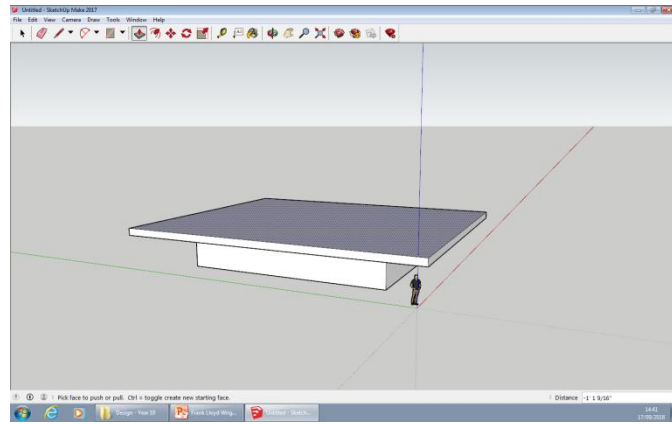 Untitled - SketchUp Make 2017
File Edit View Camera Draw Tools Window Help
Pick face to push or pull. Ctrl = toggle create new starting face.
Distance -1' 1 9/16"
Design - Year 10
Frank Lloyd Wrig...
Untitled - Sketch...
14:41
17/09/2018